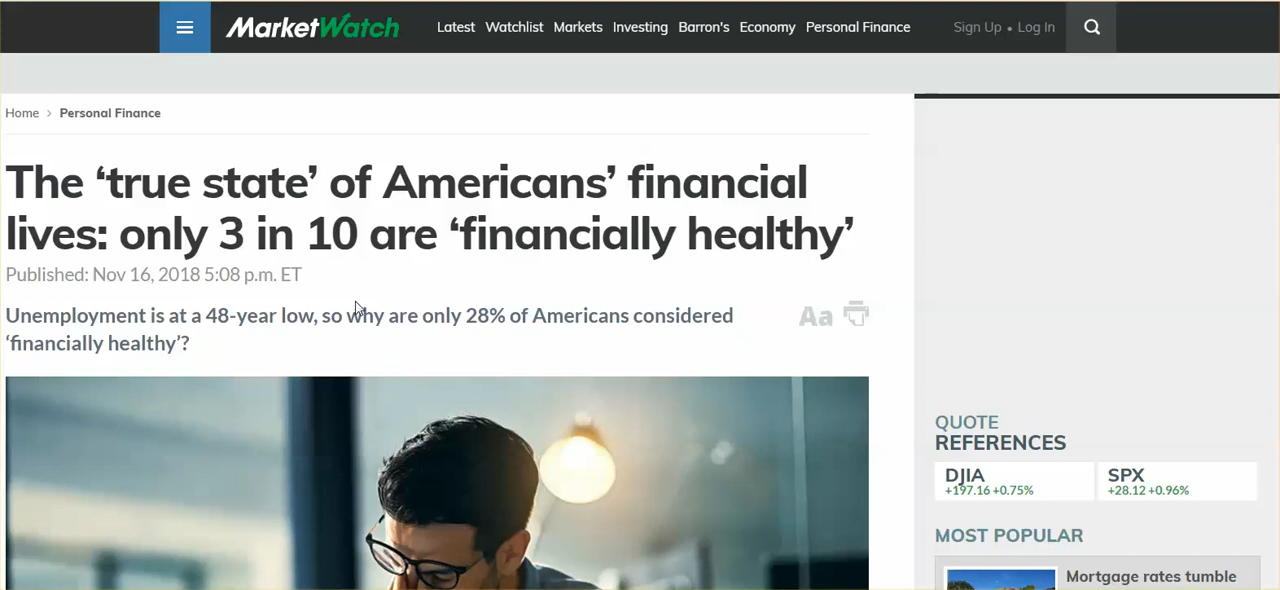 MarketWatch
Latest Watchlist Markets Investing Barron's Economy Personal Finance
Sign Up • Log In
Home > Personal Finance
The ‘true state’ of Americans’ financial
lives: only 3 in 10 are ‘financially healthy’
Published: Nov 16, 2018 5:08 p.m. ET
Unemployment is at a 48-year low, so why are only 28% of Americans considered
‘financially healthy’?
Aa
QUOTE
REFERENCES
DJIA
+197.16 +0.75%
SPX
+28.12 +0.96%
MOST POPULAR
Mortgage rates tumble